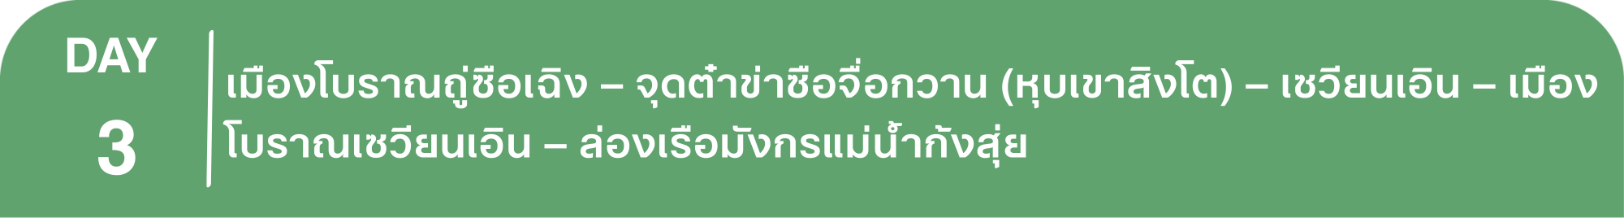 DAY
3
เมืองโบราณถู่ซือเฉิง – จุดต๋าข่าซือจื่อกวาน (หุบเขาสิงโต) – เซวียนเอิน – เมือง
โบราณเซวียนเอิน – ล่องเรือมังกรแม่น้ำก้งสุ่ย